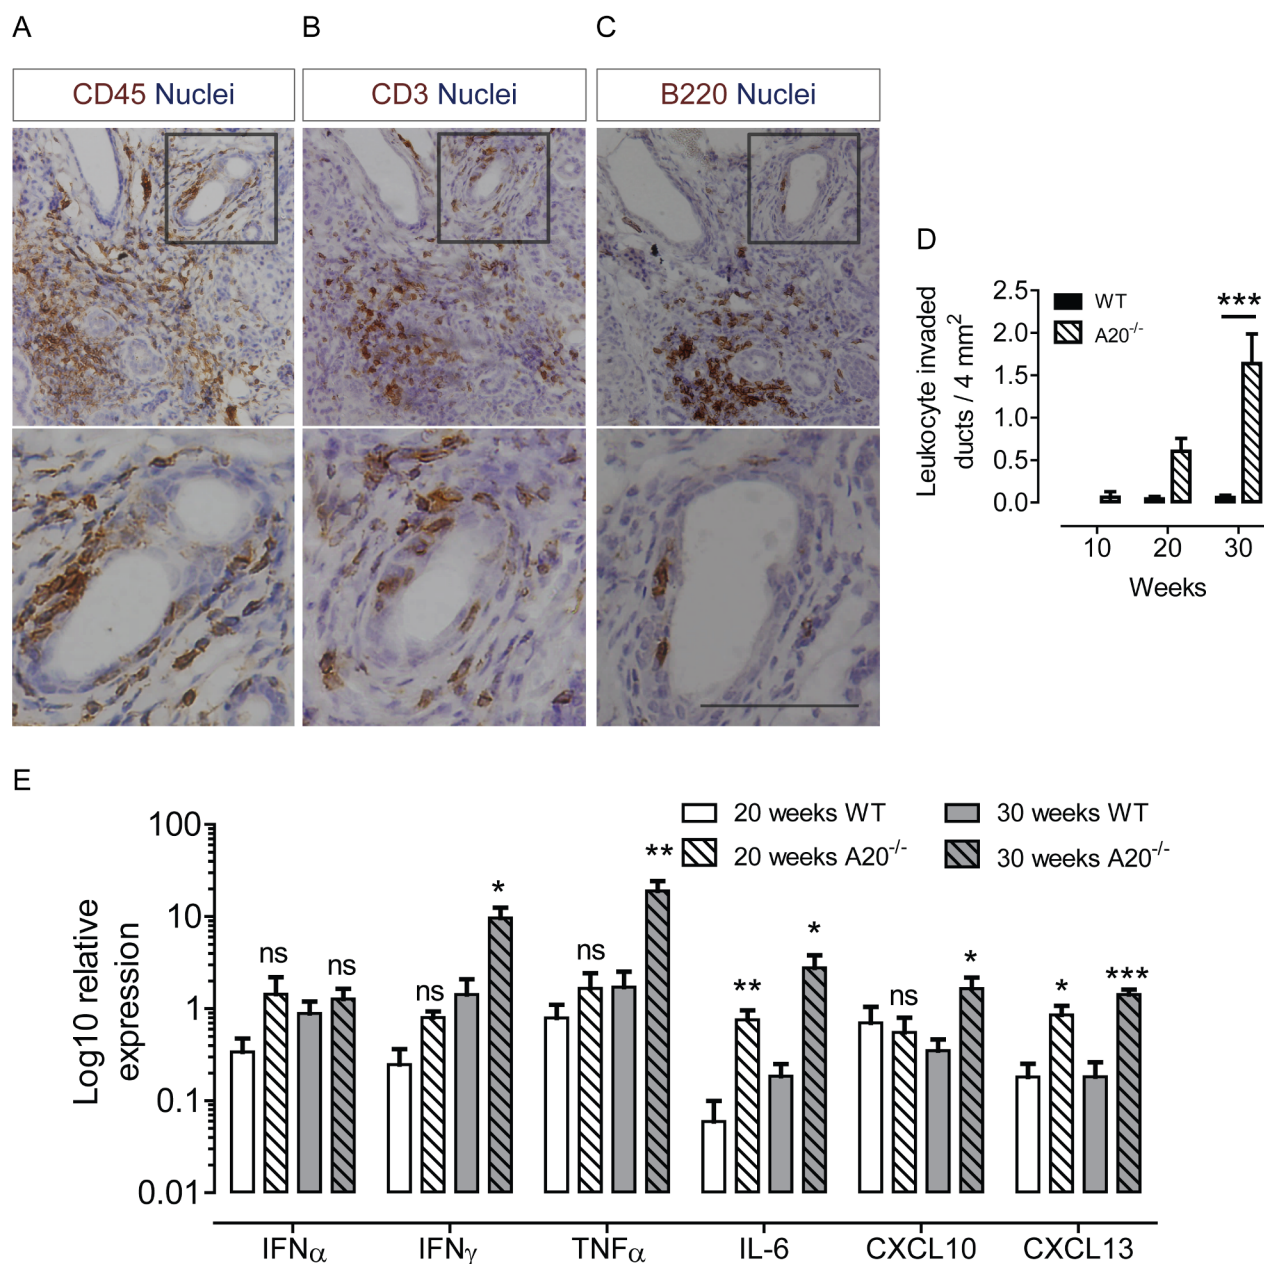 A
B
C
CD45 Nuclei
CD3 Nuclei
B220 Nuclei
D
Leukocyte invaded
ducts / 4 mm²
2.5
2.0
1.5
1.0
0.5
0.0
WT
A20⁻/⁻
***
10
20
30
Weeks
E
Log10 relative
expression
100
10
1
0.1
0.01
20 weeks WT
20 weeks A20⁻/⁻
30 weeks WT
30 weeks A20⁻/⁻
ns
ns
ns
*
ns
**
**
*
ns
*
*
***
IFNα
IFNγ
TNFα
IL-6
CXCL10
CXCL13